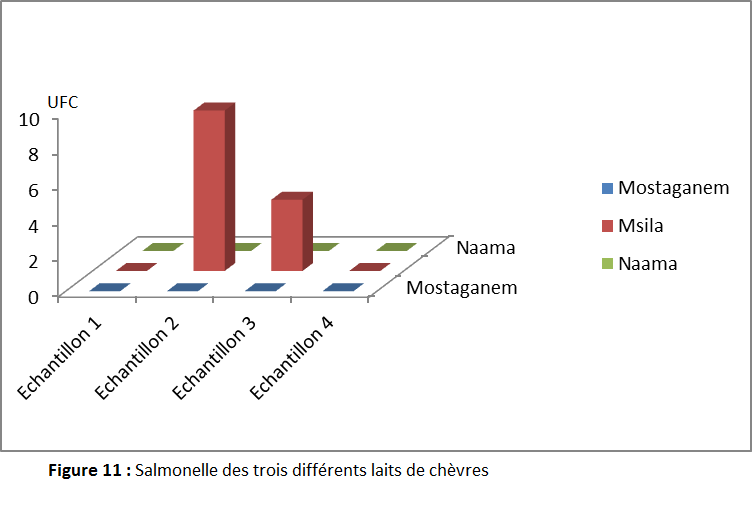 UFC
10
8
6
4
2
0
Echantillon 1
Echantillon 2
Echantillon 3
Echantillon 4
Naama
Mostaganem
Mostaganem
Msila
Naama
Figure 11 : Salmonelle des trois différents laits de chèvres